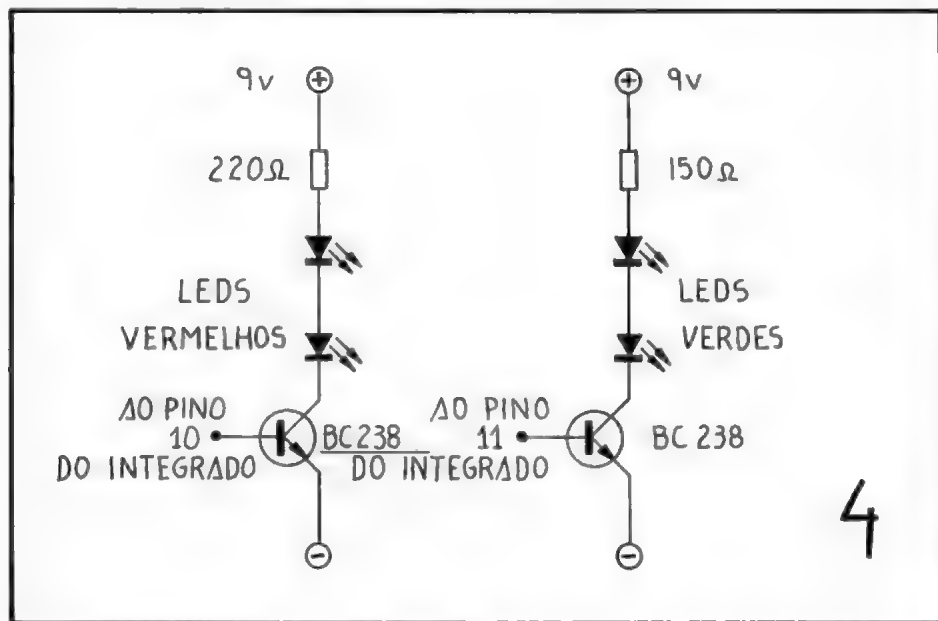 9v
220Ω
LEDS
VERMELHOS
AO PINO
10
DO INTEGRADO
BC238
9v
150Ω
LEDS
VERDES
AO PINO
11
DO INTEGRADO
BC 238
4